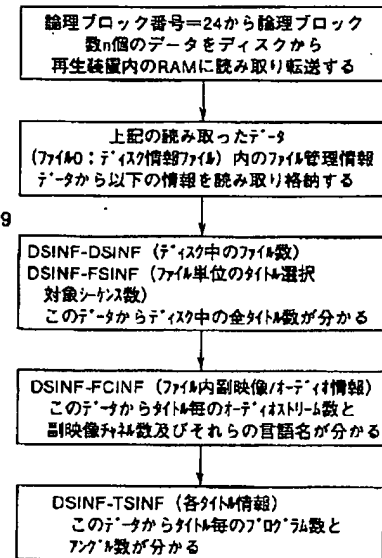 論理ブロック番号=24から論理ブロック
数n個のデータをディスクから
再生装置内のRAMに読み取り転送する
上記の読み取ったデータ
(ファイル0:ディスク情報ファイル)内のファイル管理情報
データから以下の情報を読み取り格納する
9
DSINF-DSINF (ディスク中のファイル数)
DSINF-FSINF (ファイル単位のタイトル選択
対象シーケンス数)
このデータからディスク中の全タイトル数が分かる
DSINF-FCINF (ファイル内副映像/オーディオ情報)
このデータからタイトル毎のオーディオストリーム数と
副映像チャネル数及びそれらの言語名が分かる
DSINF-TSINF (各タイトル情報)
このデータからタイトル毎のプログラム数と
アングル数が分かる